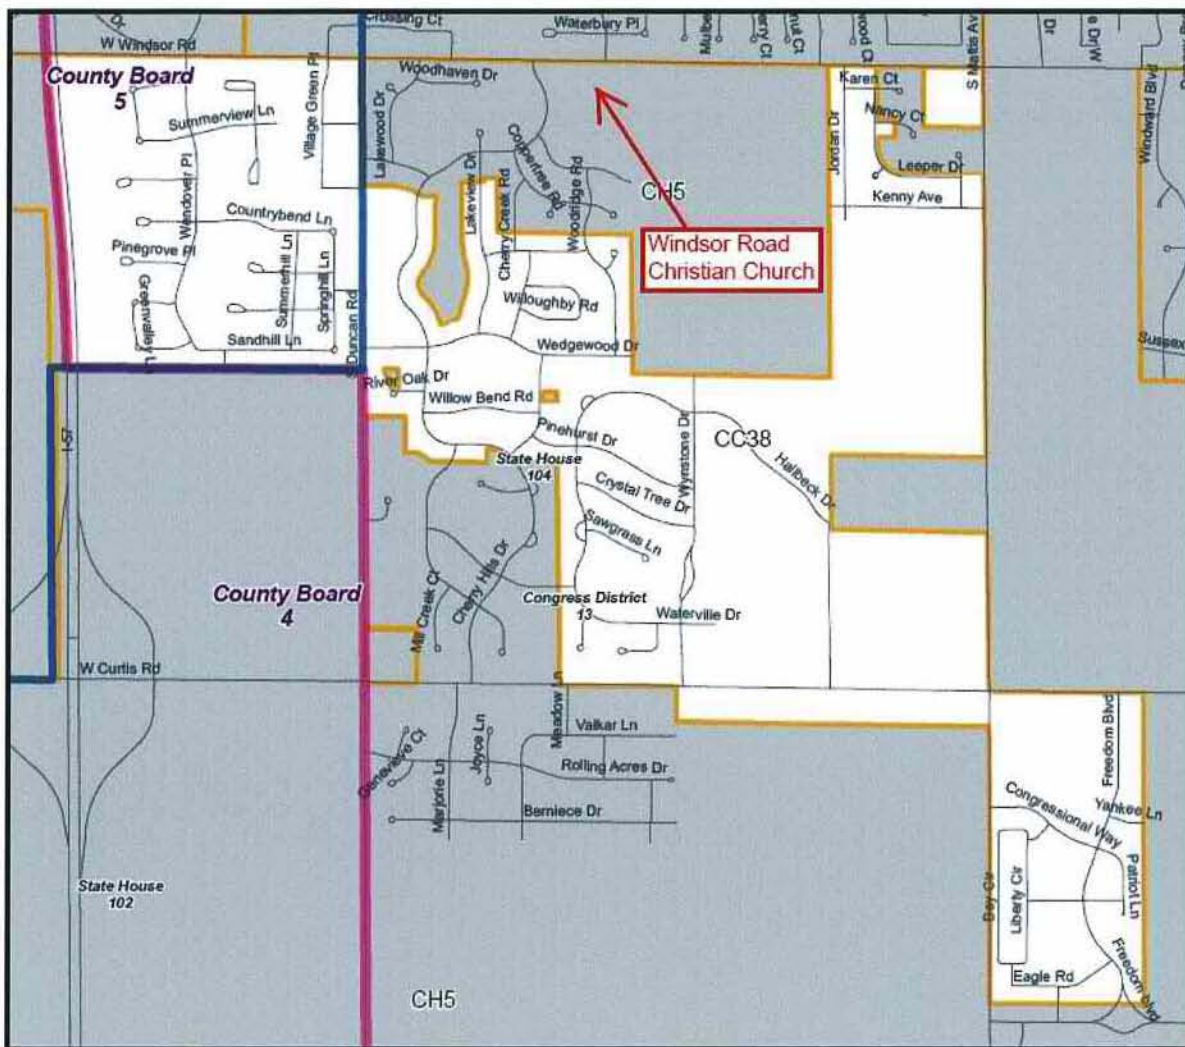 Crossing Ct
Waterbury Pl
Dr
W Windsor Rd
County Board
5
Summerview Ln
Village Green Pl
Wendover Pl
Countrybend Ln
Pinegrove Pl
5
Summerhill
Springhill Ln
Greenvalley Ln
Sandhill Ln
S Duncan Rd
Woodhaven Dr
Lakewood Dr
Lakeview Dr
Coppertree Rd
Cherry Creek Rd
Woodridge Rd
CH5
Windsor Road
Christian Church
Willoughby Rd
Wedgewood Dr
River Oak Dr
Willow Bend Rd
Pinehurst Dr
State House
104
Crystal Tree Dr
Sawgrass Ln
Wynstone Dr
CC38
Hallbeck Dr
Karen Ct
Nancy Ct
Jordan Dr
Leeper Dr
Kenny Ave
S Mattis Av
Dr
e Dr W
Windward Blvd
Sussex
I-57
County Board
4
Mill Creek Ct
Cherry Hills Dr
Congress District
13
Waterville Dr
W Curtis Rd
Meadow Ln
Valkar Ln
Genevieve Ct
Joyce Ln
Marjorie Ln
Rolling Acres Dr
Berniece Dr
State House
102
CH5
Freedom Blvd
Congressional Way
Yankee Ln
Patriot Ln
Day Cir
Liberty Cir
Eagle Rd
Freedom Blvd